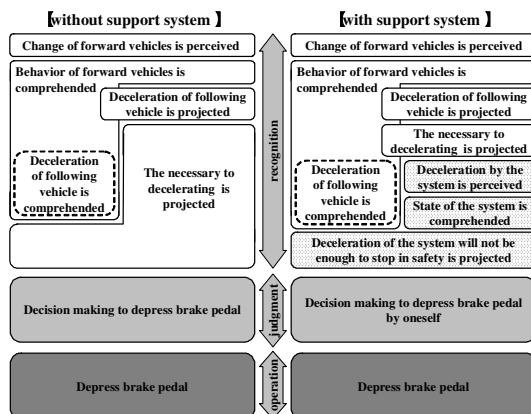 【without support system】
Change of forward vehicles is perceived
Behavior of forward vehicles is
comprehended
Deceleration of following
vehicle is projected
Deceleration
of following
vehicle is
comprehended
The necessary to
decelerating is
projected
Decision making to depress brake pedal
Depress brake pedal
recognition
judgment
operation
【with support system】
Change of forward vehicles is perceived
Behavior of forward vehicles is
comprehended
Deceleration of following
vehicle is projected
The necessary to
decelerating is projected
Deceleration
of following
vehicle is
comprehended
Deceleration by the
system is perceived
State of the system is
comprehended
Deceleration of the system will not be
enough to stop in safety is projected
Decision making to depress brake pedal
by oneself
Depress brake pedal